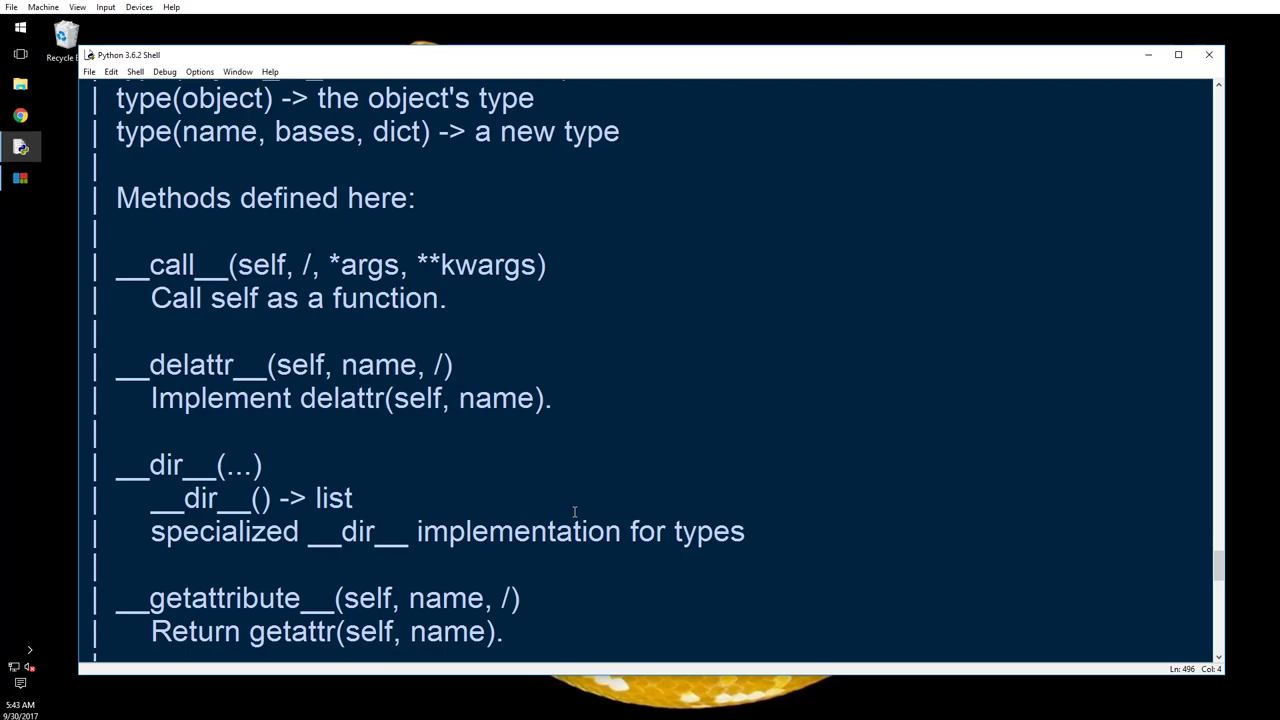 File Machine View Input Devices Help
Recycle
Python 3.6.2 Shell
File Edit Shell Debug Options Window Help
| type(object) -> the object's type
| type(name, bases, dict) -> a new type
|
| Methods defined here:
|
| __call__(self, /, *args, **kwargs)
|     Call self as a function.
|
| __delattr__(self, name, /)
|     Implement delattr(self, name).
|
| __dir__(...)
|     __dir__() -> list
|     specialized __dir__ implementation for types
|
| __getattribute__(self, name, /)
|     Return getattr(self, name).
|
Ln: 496 Col: 4
5:43 AM
9/30/2017